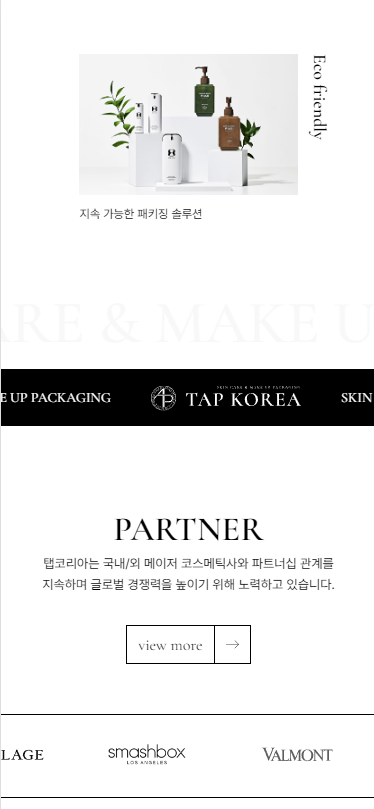 Eco friendly
지속 가능한 패키징 솔루션
ARE & MAKE U
E UP PACKAGING
SKIN CARE & MAKE UP PACKAGING
TAP KOREA
SKIN
PARTNER
탭코리아는 국내/외 메이저 코스메틱사와 파트너십 관계를
지속하며 글로벌 경쟁력을 높이기 위해 노력하고 있습니다.
view more
LAGE
smashbox
LOS ANGELES
VALMONT